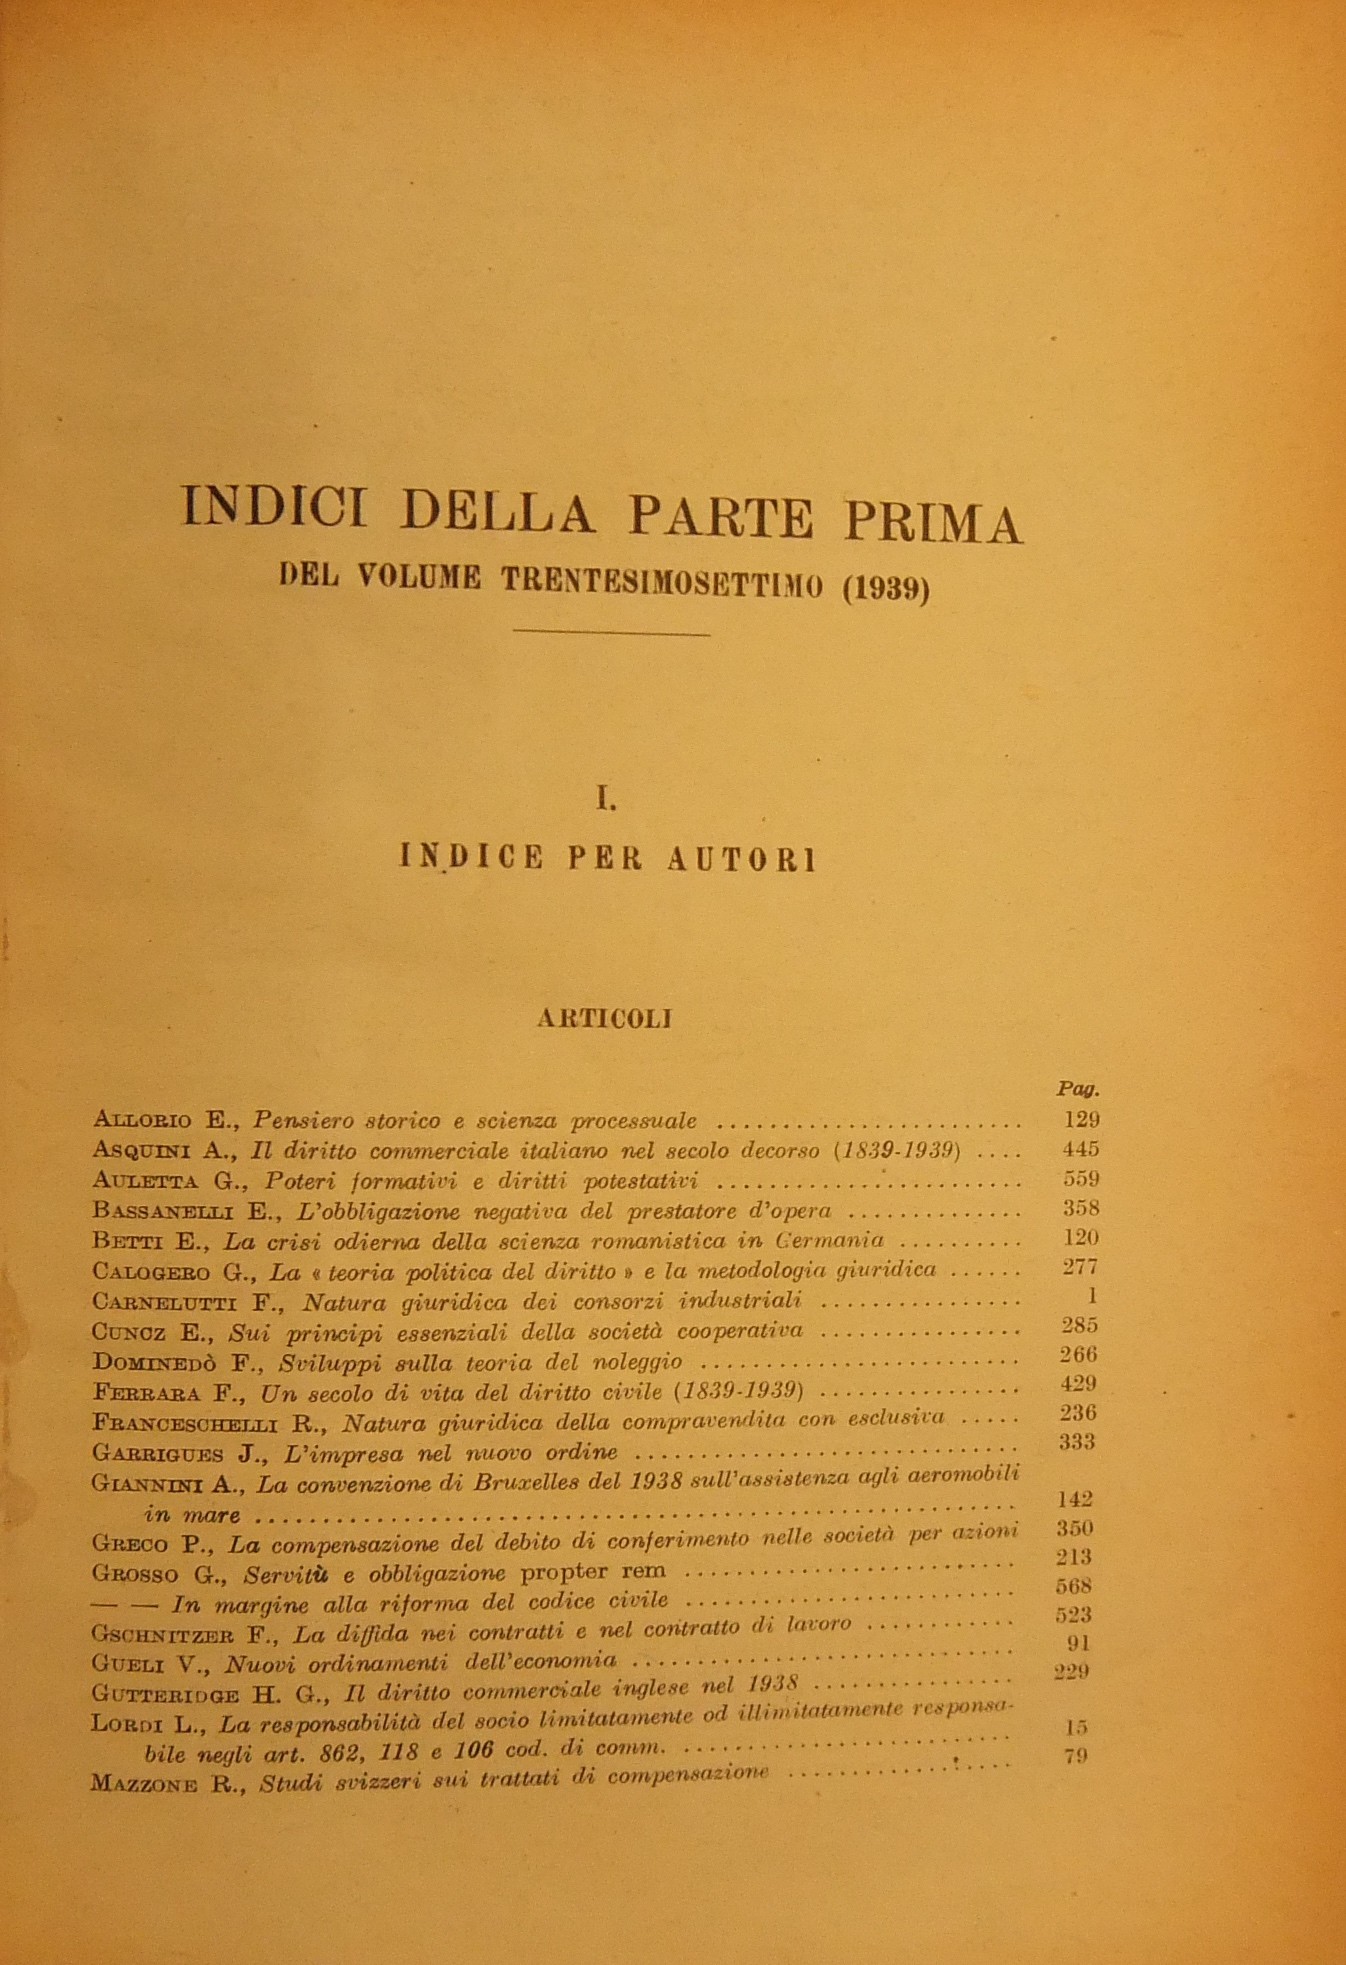 INDICI DELLA PARTE PRIMA
DEL VOLUME TRENTESIMOSETTIMO (1939)
I.
INDICE PER AUTORI
ARTICOLI
Pag.
ALLORIO E., Pensiero storico e scienza processuale ........................ 129
ASQUINI A., Il diritto commerciale italiano nel secolo decorso (1839-1939) .... 445
AULETTA G., Poteri formativi e diritti potestativi ........................ 559
BASSANELLI E., L'obbligazione negativa del prestatore d'opera .............. 358
BETTI E., La crisi odierna della scienza romanistica in Germania .......... 120
CALOGERO G., La « teoria politica del diritto » e la metodologia giuridica ...... 277
CARNELUTTI F., Natura giuridica dei consorzi industriali ................ 1
CUNOZ E., Sui principi essenziali della società cooperativa ................ 285
DOMINEDÒ F., Sviluppi sulla teoria del noleggio ......................... 266
FERRARA F., Un secolo di vita del diritto civile (1839-1939) ................ 429
FRANCESCHELLI R., Natura giuridica della compravendita con esclusiva ..... 236
GARRIGUES J., L'impresa nel nuovo ordine .............................. 333
GIANNINI A., La convenzione di Bruxelles del 1938 sull'assistenza agli aeromobili
in mare .......................................................... 142
GRECO P., La compensazione del debito di conferimento nelle società per azioni 350
GROSSO G., Servitù e obbligazione propter rem .......................... 213
— — In margine alla riforma del codice civile .......................... 568
GSCHNITZER F., La diffida nei contratti e nel contratto di lavoro ............ 523
GUELI V., Nuovi ordinamenti dell'economia .............................. 91
GUTTERIDGE H. G., Il diritto commerciale inglese nel 1938 ................ 229
LORDI L., La responsabilità del socio limitatamente od illimitatamente responsa-
bile negli art. 862, 118 e 106 cod. di comm. .......................... 15
MAZZONE R., Studi svizzeri sui trattati di compensazione .................. 79